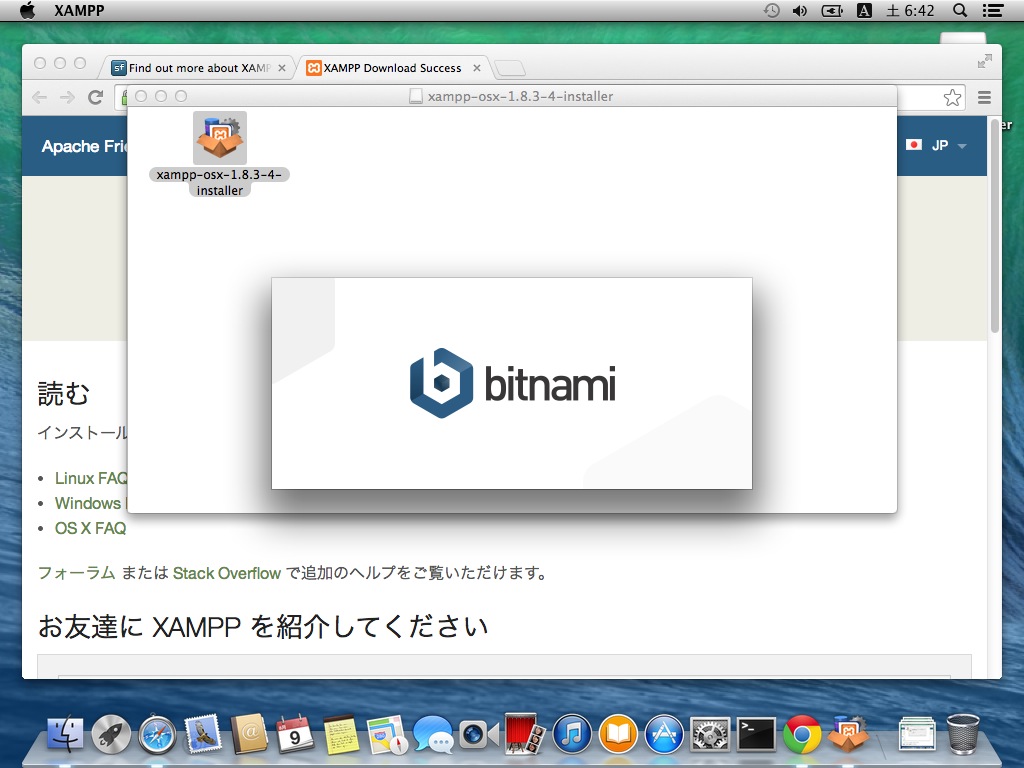 XAMPP
A
土 6:42
sf Find out more about XAMP
XAMPP Download Success
xampp-osx-1.8.3-4-installer
er
Apache Frie
JP
xampp-osx-1.8.3-4-
installer
bitnami
読む
インストール
Linux FAQ
Windows
OS X FAQ
フォーラム または Stack Overflow で追加のヘルプをご覧いただけます。
お友達に XAMPP を紹介してください
9